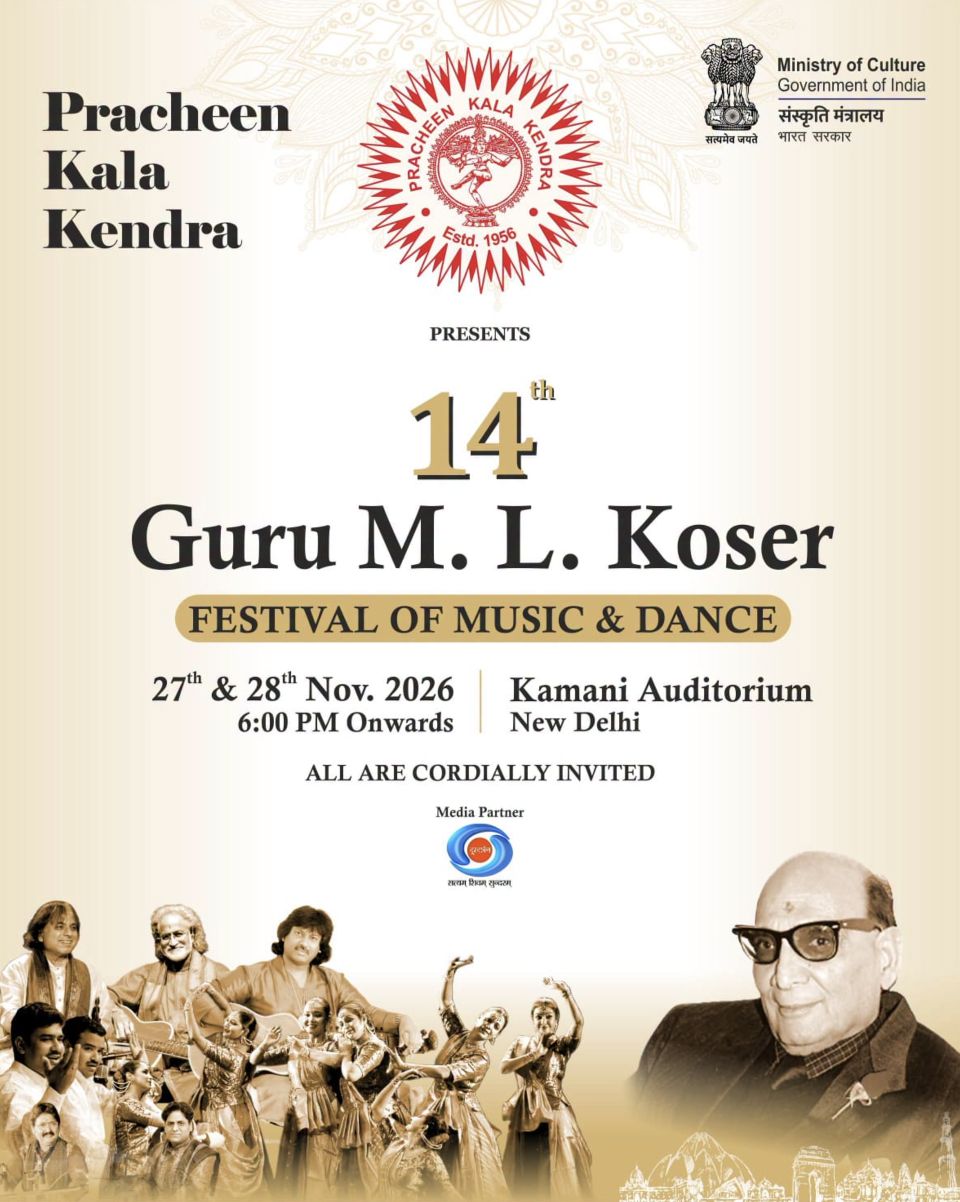 Pracheen
Kala
Kendra
PRACHEEN KALA KENDRA
Estd. 1956
सत्यमेव जयते
Ministry of Culture
Government of India
संस्कृति मंत्रालय
भारत सरकार
PRESENTS
14th
Guru M. L. Koser
FESTIVAL OF MUSIC & DANCE
27th & 28th Nov. 2026
6:00 PM Onwards
Kamani Auditorium
New Delhi
ALL ARE CORDIALLY INVITED
Media Partner
दूरदर्शन
सत्यम् शिवम् सुन्दरम्